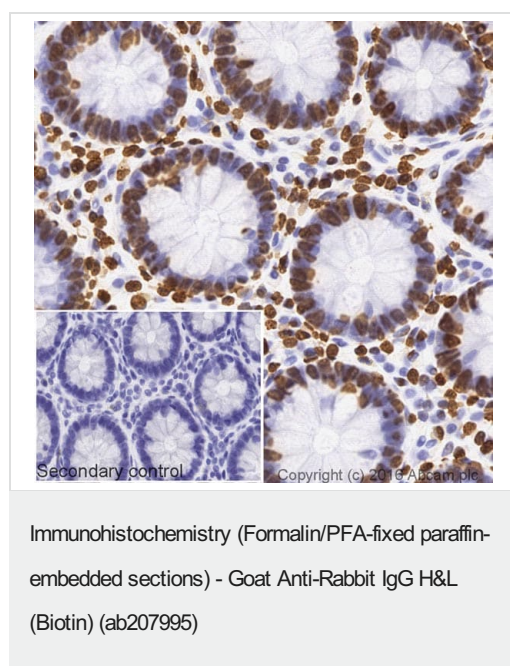 Secondary control
Copyright (c) 2016 Abcam plc
Immunohistochemistry (Formalin/PFA-fixed paraffin-
embedded sections) - Goat Anti-Rabbit IgG H&L
(Biotin) (ab207995)